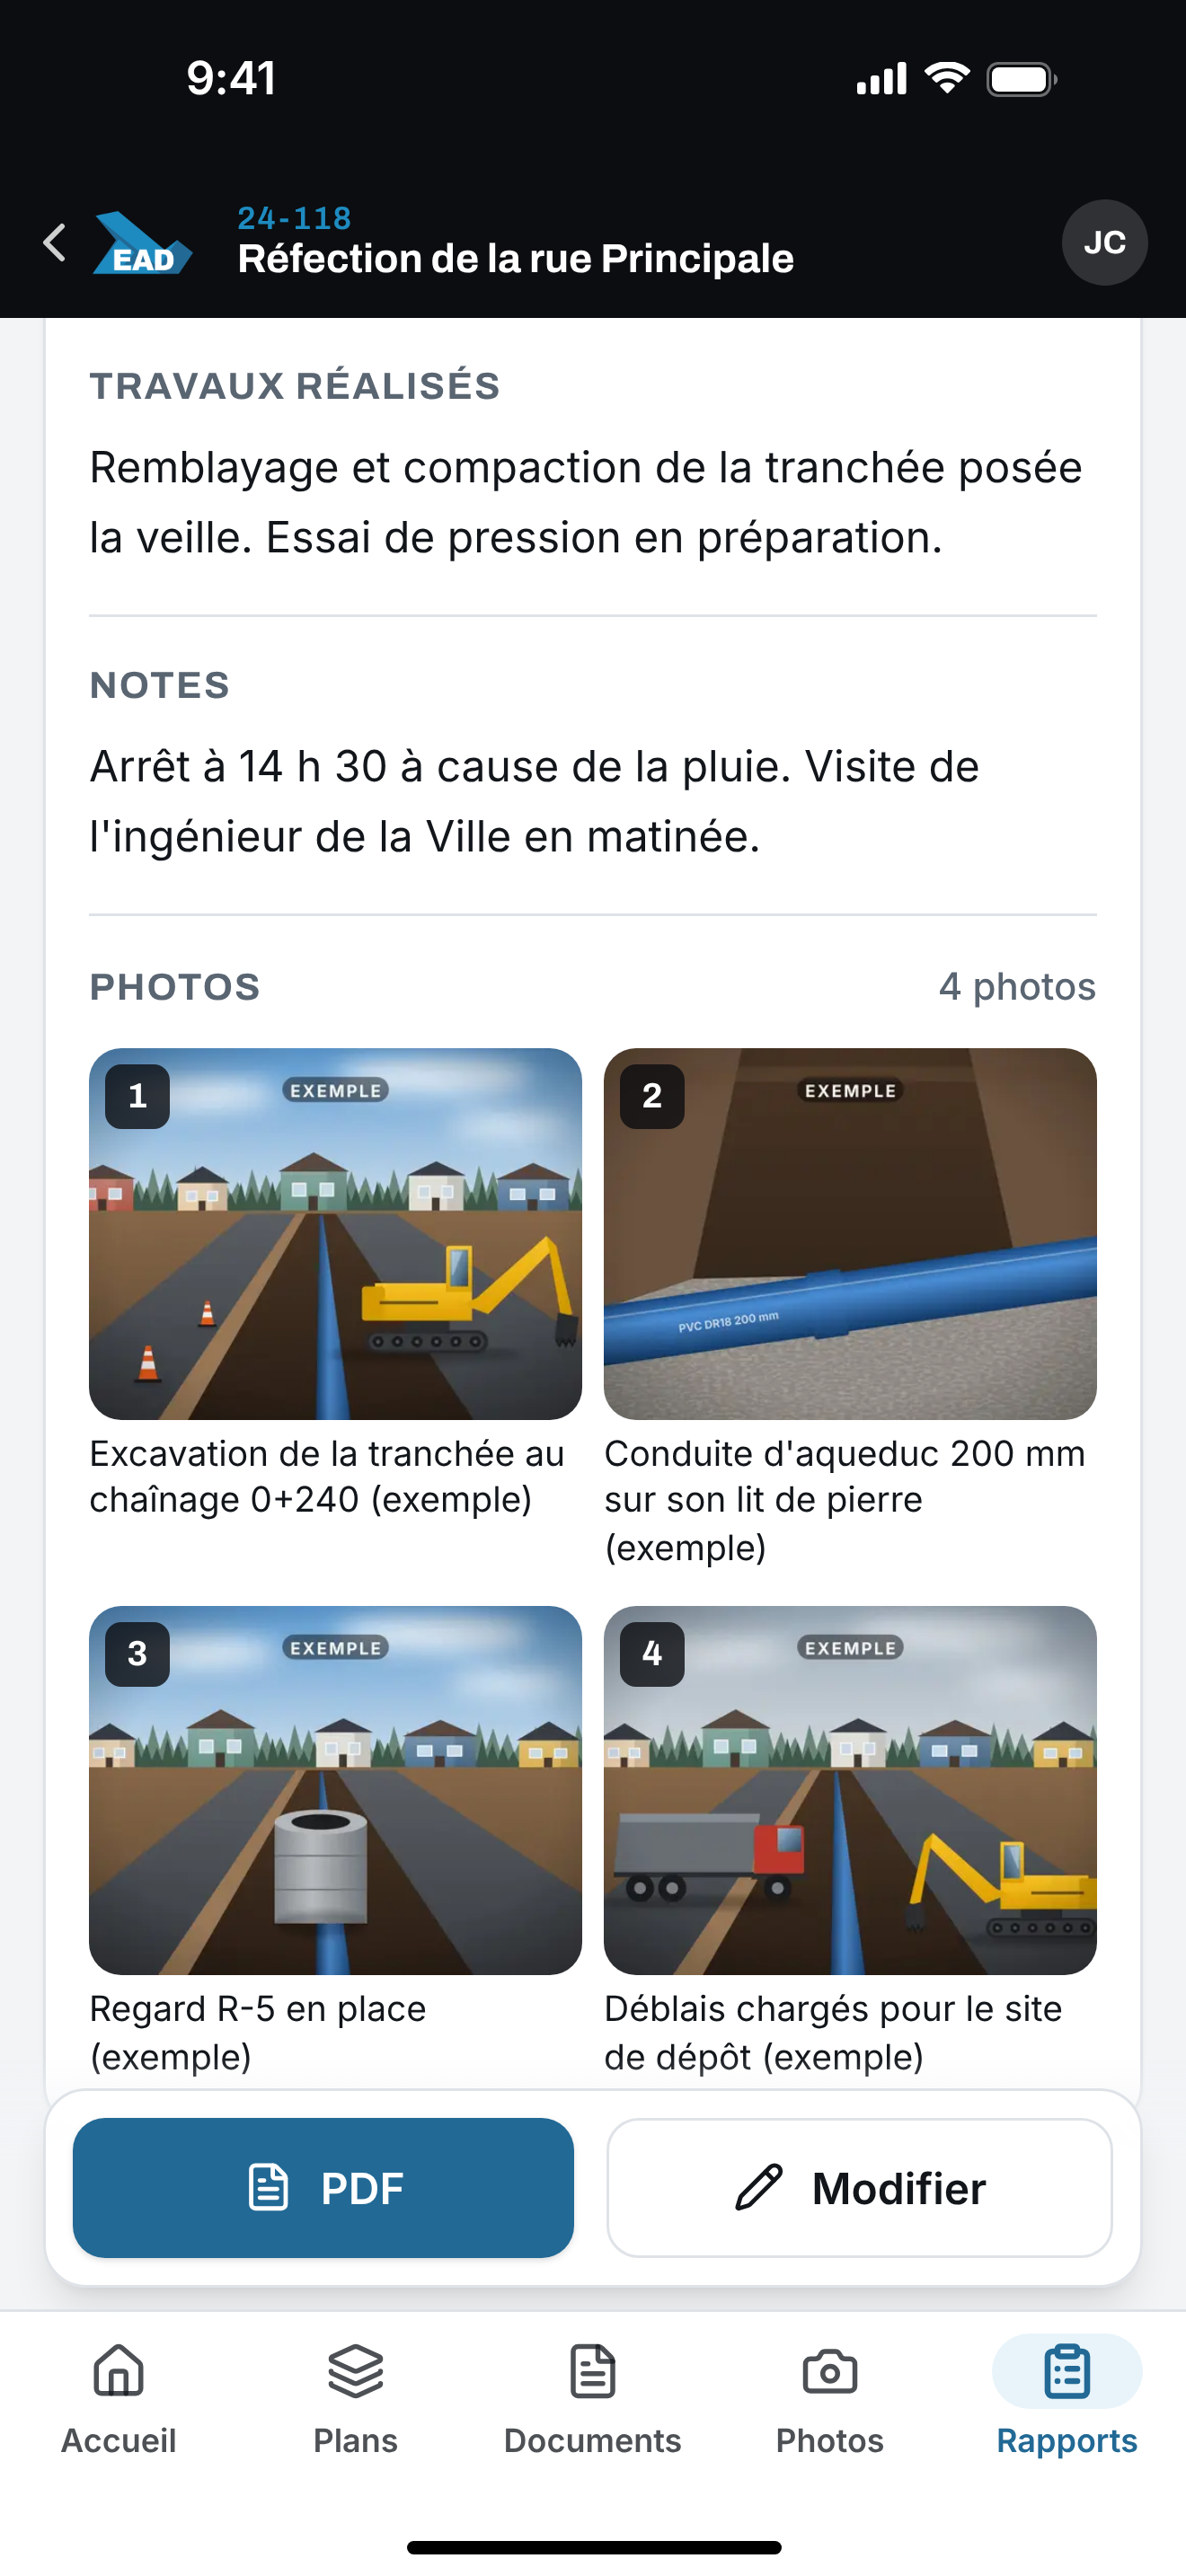 9:41
EAD
24-118
Réfection de la rue Principale
JC
TRAVAUX RÉALISÉS
Remblayage et compaction de la tranchée posée
la veille. Essai de pression en préparation.
NOTES
Arrêt à 14 h 30 à cause de la pluie. Visite de
l'ingénieur de la Ville en matinée.
PHOTOS
4 photos
1
EXEMPLE
2
EXEMPLE
PVC DR18 200 mm
Excavation de la tranchée au
chaînage 0+240 (exemple)
Conduite d'aqueduc 200 mm
sur son lit de pierre
(exemple)
3
EXEMPLE
4
EXEMPLE
Regard R-5 en place
(exemple)
Déblais chargés pour le site
de dépôt (exemple)
PDF
Modifier
Accueil
Plans
Documents
Photos
Rapports